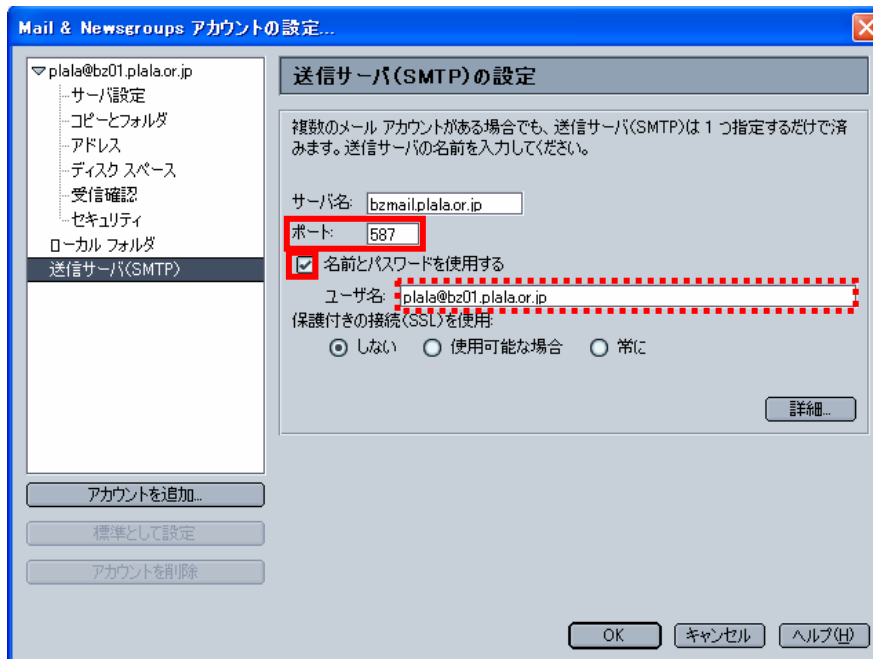 Mail & Newsgroups アカウントの設定...
plala@bz01.plala.or.jp
サーバ設定
コピーとフォルダ
アドレス
ディスク スペース
受信確認
セキュリティ
ローカル フォルダ
送信サーバ(SMTP)
アカウントを追加...
標準として設定
アカウントを削除
送信サーバ(SMTP)の設定
複数のメール アカウントがある場合でも、送信サーバ(SMTP)は 1 つ指定するだけで済
みます。送信サーバの名前を入力してください。
サーバ名: bzmail.plala.or.jp
ポート: 587
名前とパスワードを使用する
ユーザ名: plala@bz01.plala.or.jp
保護付きの接続(SSL)を使用:
しない 使用可能な場合 常に
詳細...
OK キャンセル ヘルプ(H)